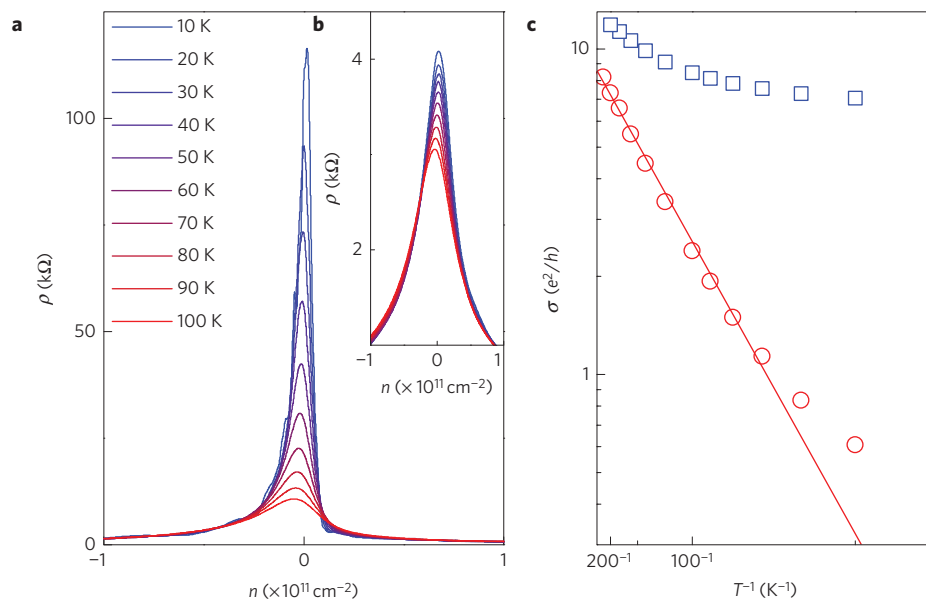 a
10 K
20 K
30 K
40 K
50 K
60 K
70 K
80 K
90 K
100 K
ρ (kΩ)
100
50
0
−1
0
1
n (× 10¹¹ cm⁻²)
b
ρ (kΩ)
4
2
−1
0
1
n (× 10¹¹ cm⁻²)
c
σ (e²/h)
10
1
200⁻¹
100⁻¹
T⁻¹ (K⁻¹)